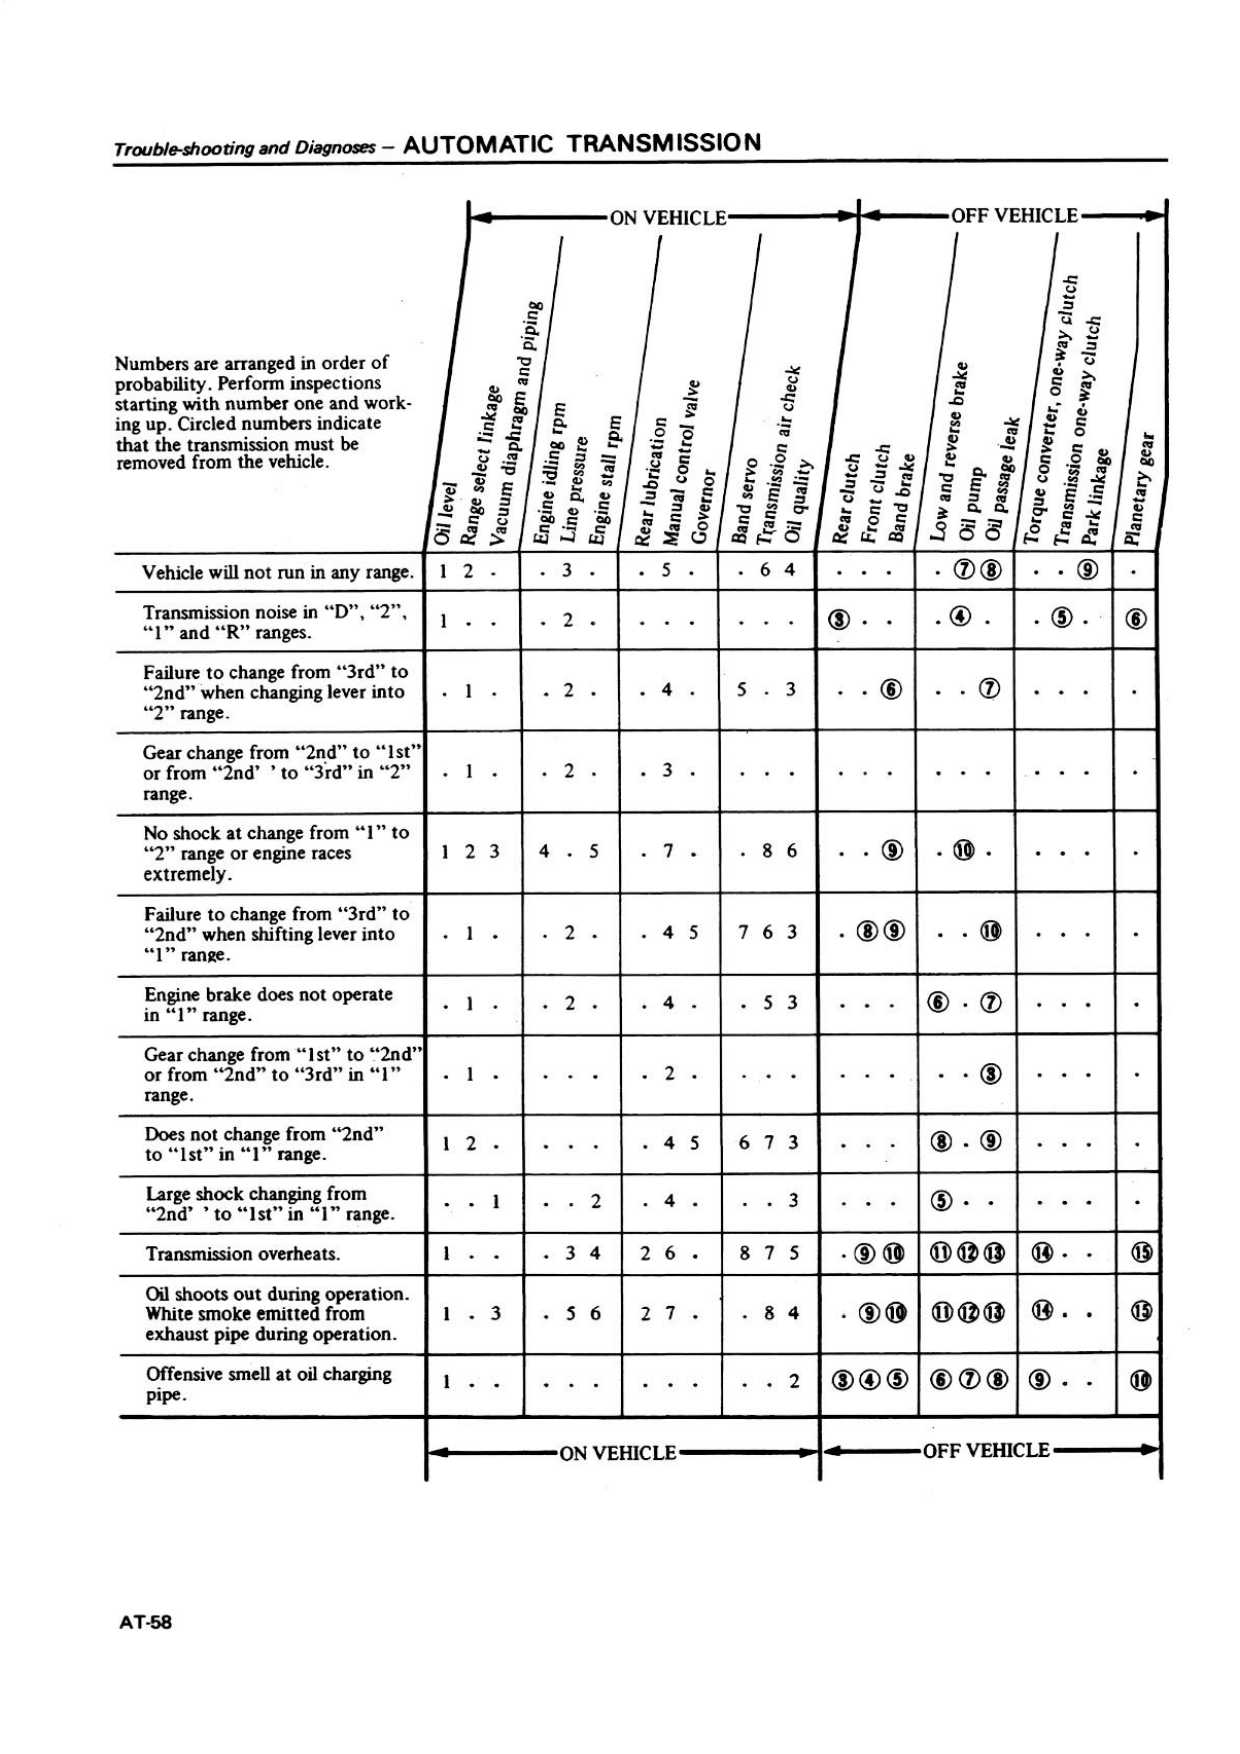 Trouble-shooting and Diagnoses – AUTOMATIC TRANSMISSION
ON VEHICLE
OFF VEHICLE
Numbers are arranged in order of
probability. Perform inspections
starting with number one and work-
ing up. Circled numbers indicate
that the transmission must be
removed from the vehicle.
Oil level
Range select linkage
Vacuum diaphragm and piping
Engine idling rpm
Line pressure
Engine stall rpm
Rear lubrication
Manual control valve
Governor
Band servo
Transmission air check
Oil quality
Rear clutch
Front clutch
Band brake
Low and reverse brake
Oil pump
Oil passage leak
Torque converter, one-way clutch
Transmission one-way clutch
Park linkage
Planetary gear
Vehicle will not run in any range. 1 2 . . 3 . . 5 . . 6 4 . . . . ⑦ ⑧ . . ⑨ .
Transmission noise in “D”, “2”,
“1” and “R” ranges. 1 . . . 2 . . . . . . . ③ . . . ④ . . ⑤ . ⑥
Failure to change from “3rd” to
“2nd” when changing lever into . 1 . . 2 . . 4 . 5 . 3 . . ⑥ . . ⑦ . . . .
“2” range.
Gear change from “2nd” to “1st”
or from “2nd’ ’ to “3rd” in “2” . 1 . . 2 . . 3 . . . . . . . . . . . . . .
range.
No shock at change from “1” to
“2” range or engine races 1 2 3 4 . 5 . 7 . . 8 6 . . ⑨ . ⑩ . . . . .
extremely.
Failure to change from “3rd” to
“2nd” when shifting lever into . 1 . . 2 . . 4 5 7 6 3 . ⑧ ⑨ . . ⑩ . . . .
“1” range.
Engine brake does not operate
in “1” range. . 1 . . 2 . . 4 . . 5 3 . . . ⑥ . ⑦ . . . .
Gear change from “1st” to “2nd”
or from “2nd” to “3rd” in “1” . 1 . . . . . 2 . . . . . . . . . ③ . . . .
range.
Does not change from “2nd”
to “1st” in “1” range. 1 2 . . . . . 4 5 6 7 3 . . . ⑧ . ⑨ . . . .
Large shock changing from
“2nd’ ’ to “1st” in “1” range. . . 1 . . 2 . 4 . . . 3 . . . ⑤ . . . . . .
Transmission overheats. 1 . . . 3 4 2 6 . 8 7 5 . ⑨ ⑩ ⑪ ⑫ ⑬ ⑭ . . ⑮
Oil shoots out during operation.
White smoke emitted from 1 . 3 . 5 6 2 7 . . 8 4 . ⑨ ⑩ ⑪ ⑫ ⑬ ⑭ . . ⑮
exhaust pipe during operation.
Offensive smell at oil charging
pipe. 1 . . . . . . . . . . 2 ③ ④ ⑤ ⑥ ⑦ ⑧ ⑨ . . ⑩
ON VEHICLE
OFF VEHICLE
AT-58